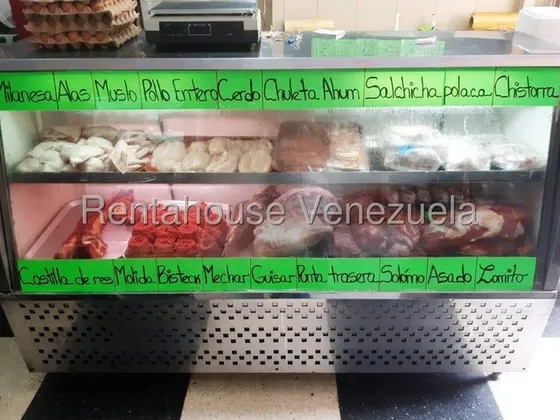 Milanesa Alas Muslo Pollo Entero Cerdo Chuleta Ahum Salchicha polaca Chistorra
Rentahouse Venezuela
Costilla de res Molida Bistec Mechar Guisar Punta trasera Solomo Asado Lomito